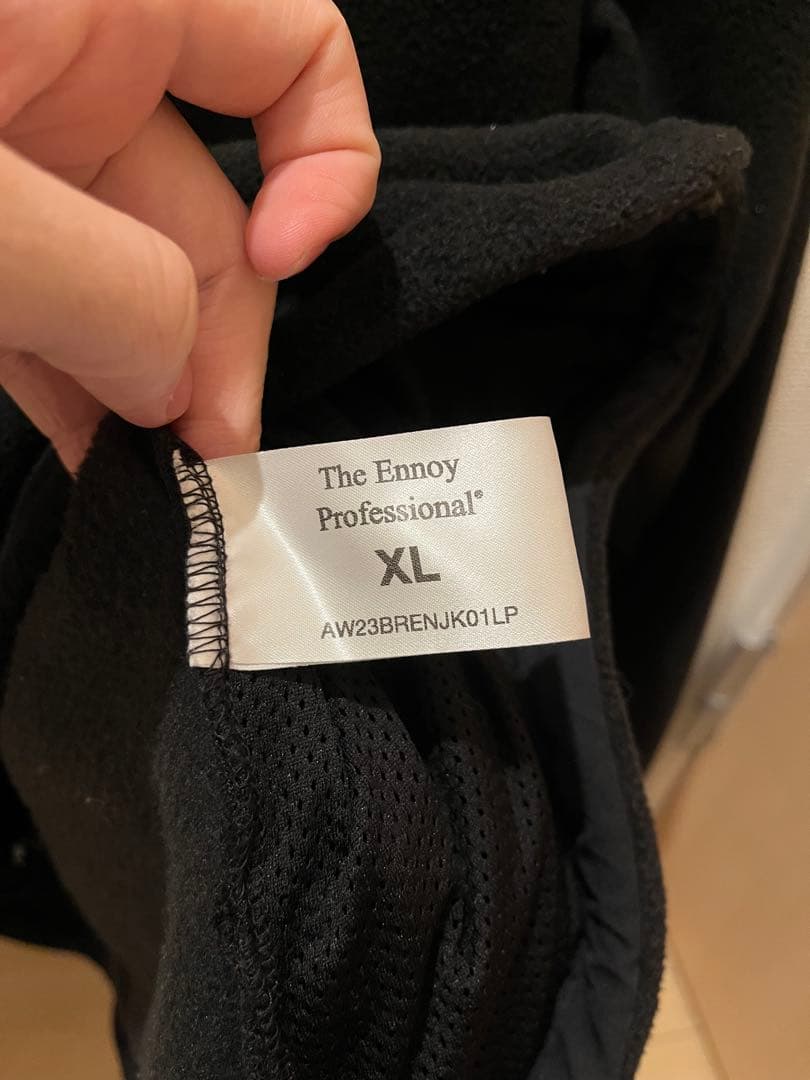 The Ennoy
Professional®
XL
AW23BRENJK01LP